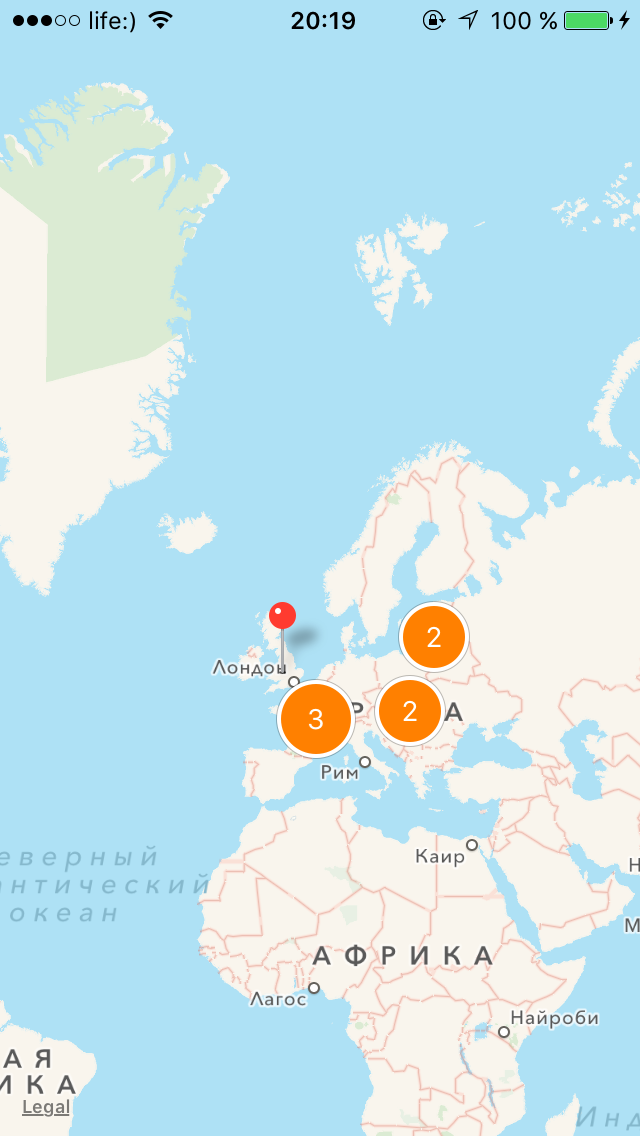 life:) 20:19 100 %
Лондон
2
3
2
Рим
Каир
еверный
антический
океан
АФРИКА
Лагос
Найроби
АЯ
ИКА
Legal
Инд